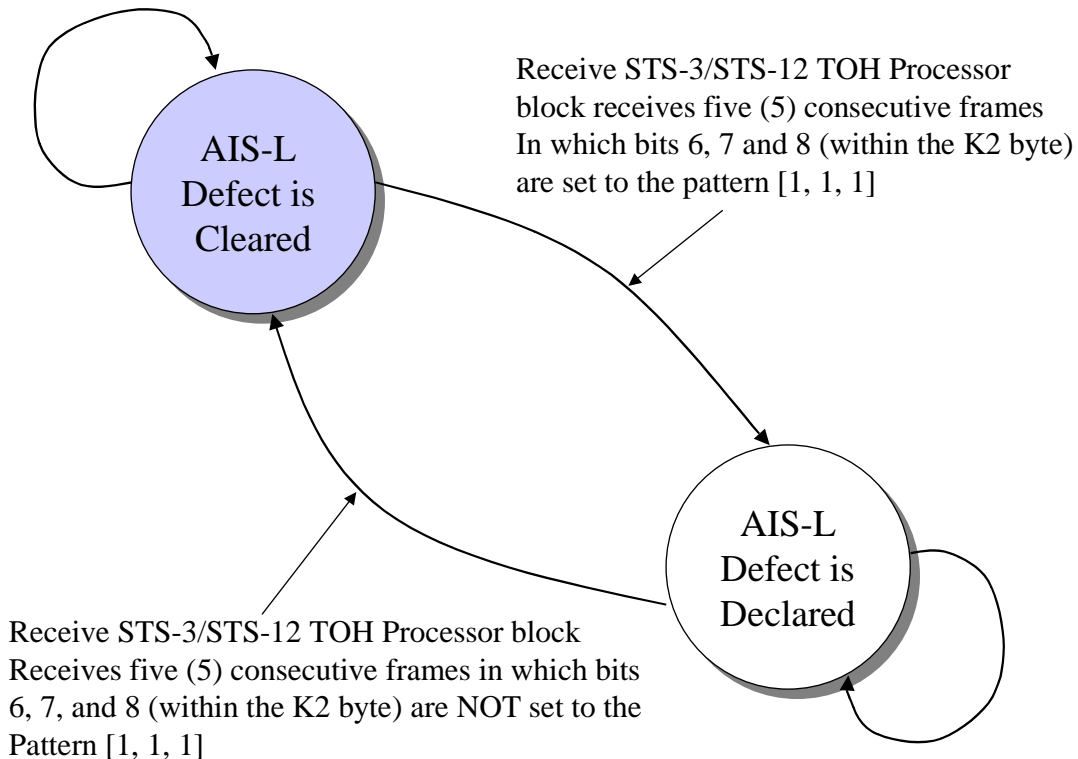 Receive STS-3/STS-12 TOH Processor
block receives five (5) consecutive frames
In which bits 6, 7 and 8 (within the K2 byte)
are set to the pattern [1, 1, 1]
AIS-L
Defect is
Cleared
AIS-L
Defect is
Declared
Receive STS-3/STS-12 TOH Processor block
Receives five (5) consecutive frames in which bits
6, 7, and 8 (within the K2 byte) are NOT set to the
Pattern [1, 1, 1]